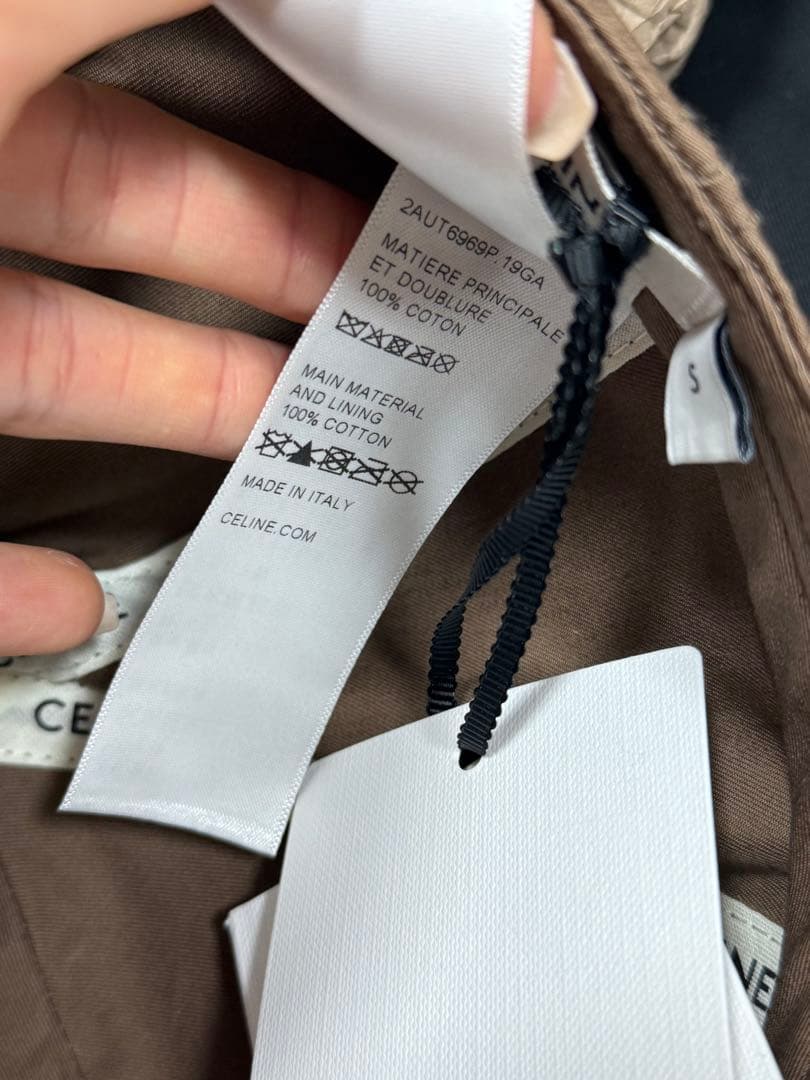 2AUT6969P.19GA
MATIERE PRINCIPALE
ET DOUBLURE
100% COTON
MAIN MATERIAL
AND LINING
100% COTTON
MADE IN ITALY
CELINE.COM
S
CE
INE